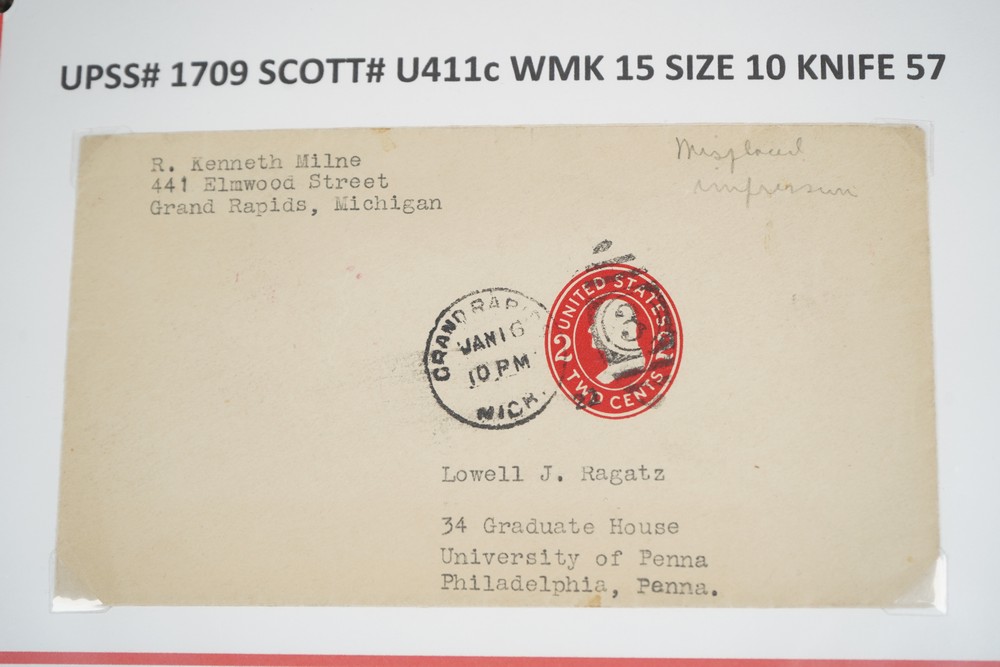 UPSS# 1709 SCOTT# U411c WMK 15 SIZE 10 KNIFE 57
R. Kenneth Milne
441 Elmwood Street
Grand Rapids, Michigan
Misplaced
impression
GRAND RAPIDS
JAN 16
10 PM
MICH.
UNITED STATES
2 2
TWO CENTS
3
Lowell J. Ragatz
34 Graduate House
University of Penna
Philadelphia, Penna.